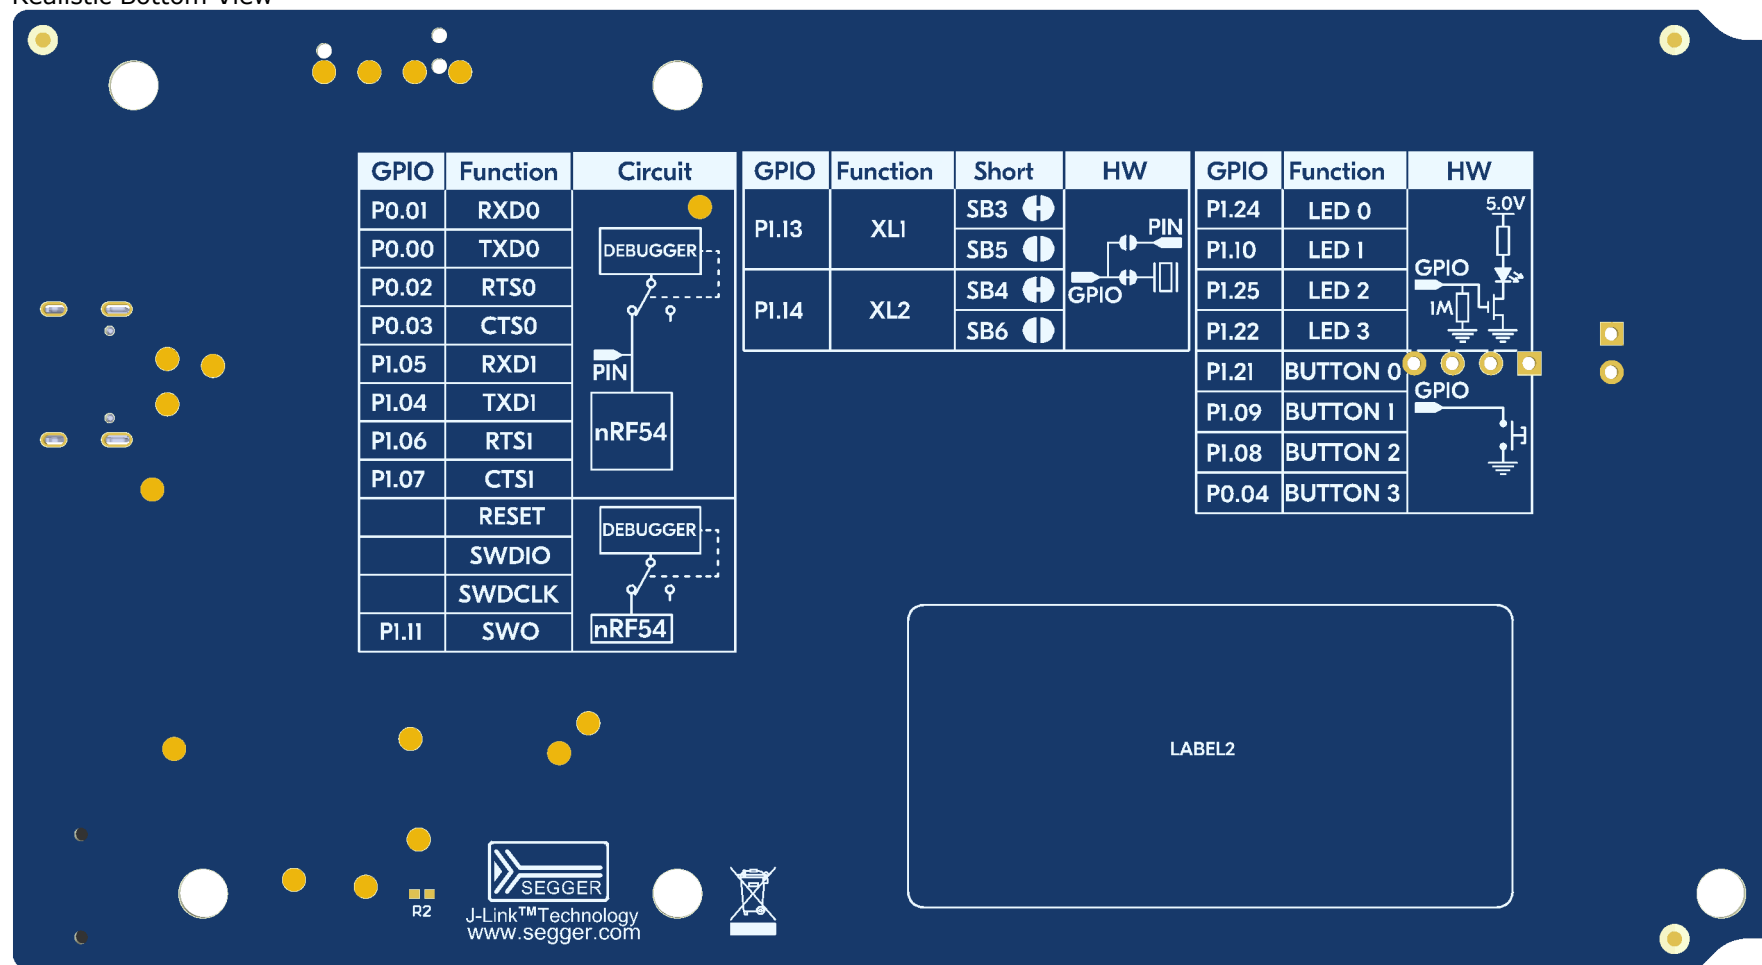 Realistic Bottom View
GPIO Function Circuit
P0.01 RXD0
P0.00 TXD0
P0.02 RTS0
P0.03 CTS0
P1.05 RXD1
P1.04 TXD1
P1.06 RTS1
P1.07 CTS1
RESET
SWDIO
SWDCLK
P1.11 SWO
DEBUGGER
PIN
nRF54
DEBUGGER
nRF54
GPIO Function Short HW
P1.13 XL1 SB3
SB5
P1.14 XL2 SB4
SB6
PIN
GPIO
GPIO Function HW
P1.24 LED 0
P1.10 LED 1
P1.25 LED 2
P1.22 LED 3
P1.21 BUTTON 0
P1.09 BUTTON 1
P1.08 BUTTON 2
P0.04 BUTTON 3
5.0V
GPIO
1M
GPIO
LABEL2
SEGGER
J-Link™Technology
www.segger.com
R2